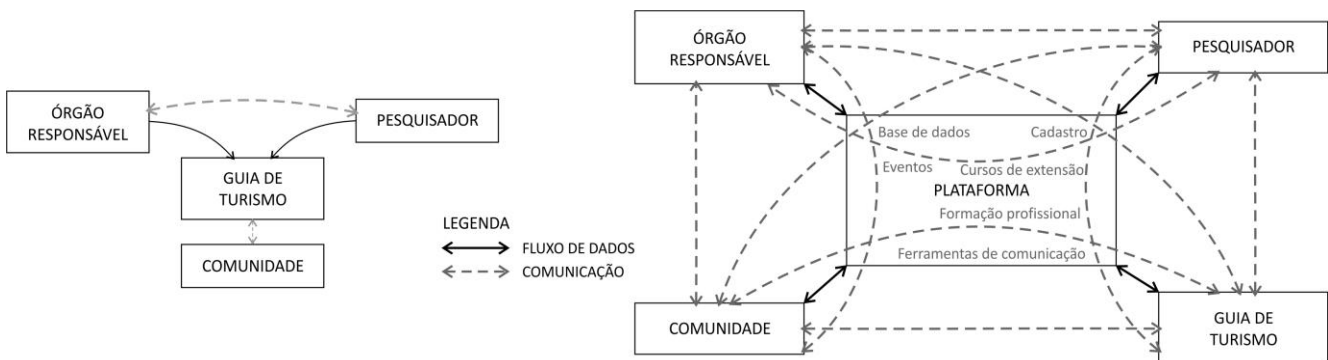 ÓRGÃO
RESPONSÁVEL
PESQUISADOR
GUIA DE
TURISMO
COMUNIDADE
LEGENDA
FLUXO DE DADOS
COMUNICAÇÃO
ÓRGÃO
RESPONSÁVEL
PESQUISADOR
Base de dados
Cadastro
Eventos
Cursos de extensão
PLATAFORMA
Formação profissional
Ferramentas de comunicação
COMUNIDADE
GUIA DE
TURISMO